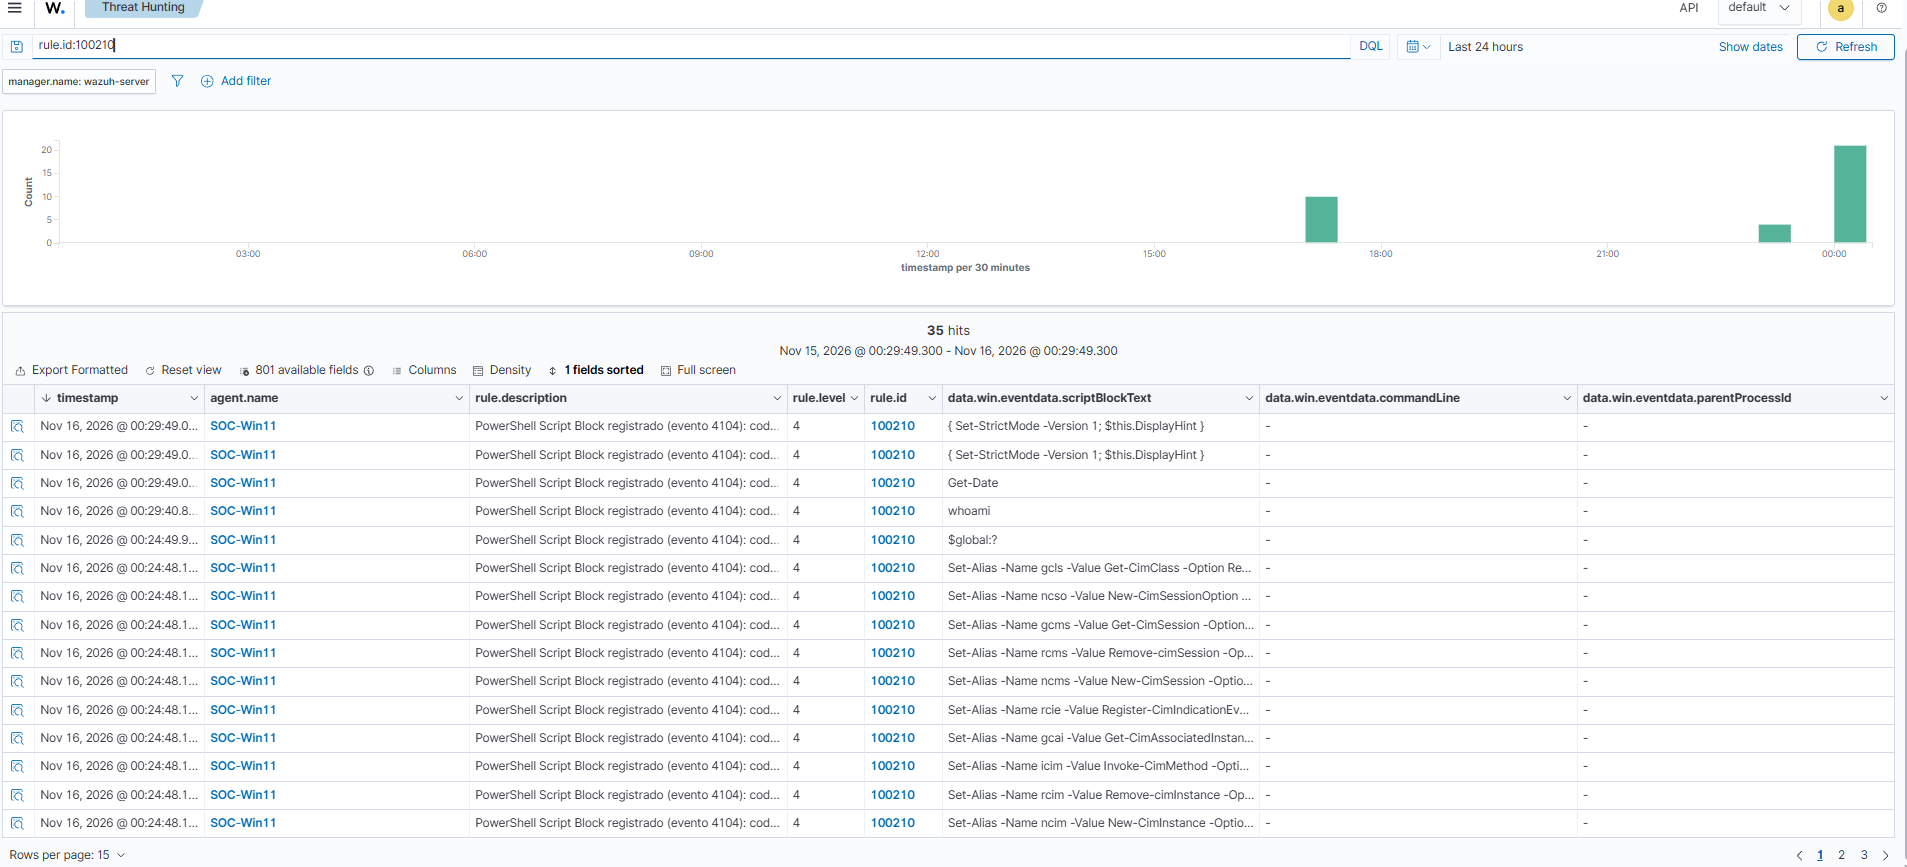 W. Threat Hunting API default a
rule.id:100210 DQL Last 24 hours Show dates Refresh
manager.name: wazuh-server Add filter
20
15
10
5
0
Count
03:00 06:00 09:00 12:00 15:00 18:00 21:00 00:00
timestamp per 30 minutes
35 hits
Nov 15, 2026 @ 00:29:49.300 - Nov 16, 2026 @ 00:29:49.300
Export Formatted Reset view 801 available fields Columns Density 1 fields sorted Full screen
timestamp agent.name rule.description rule.level rule.id data.win.eventdata.scriptBlockText data.win.eventdata.commandLine data.win.eventdata.parentProcessId
Nov 16, 2026 @ 00:29:49.0... SOC-Win11 PowerShell Script Block registrado (evento 4104): cod... 4 100210 { Set-StrictMode -Version 1; $this.DisplayHint } - -
Nov 16, 2026 @ 00:29:49.0... SOC-Win11 PowerShell Script Block registrado (evento 4104): cod... 4 100210 { Set-StrictMode -Version 1; $this.DisplayHint } - -
Nov 16, 2026 @ 00:29:49.0... SOC-Win11 PowerShell Script Block registrado (evento 4104): cod... 4 100210 Get-Date - -
Nov 16, 2026 @ 00:29:40.8... SOC-Win11 PowerShell Script Block registrado (evento 4104): cod... 4 100210 whoami - -
Nov 16, 2026 @ 00:24:49.9... SOC-Win11 PowerShell Script Block registrado (evento 4104): cod... 4 100210 $global:? - -
Nov 16, 2026 @ 00:24:48.1... SOC-Win11 PowerShell Script Block registrado (evento 4104): cod... 4 100210 Set-Alias -Name gcls -Value Get-CimClass -Option Re... - -
Nov 16, 2026 @ 00:24:48.1... SOC-Win11 PowerShell Script Block registrado (evento 4104): cod... 4 100210 Set-Alias -Name ncso -Value New-CimSessionOption ... - -
Nov 16, 2026 @ 00:24:48.1... SOC-Win11 PowerShell Script Block registrado (evento 4104): cod... 4 100210 Set-Alias -Name gcms -Value Get-CimSession -Option... - -
Nov 16, 2026 @ 00:24:48.1... SOC-Win11 PowerShell Script Block registrado (evento 4104): cod... 4 100210 Set-Alias -Name rcms -Value Remove-cimSession -Op... - -
Nov 16, 2026 @ 00:24:48.1... SOC-Win11 PowerShell Script Block registrado (evento 4104): cod... 4 100210 Set-Alias -Name ncms -Value New-CimSession -Optio... - -
Nov 16, 2026 @ 00:24:48.1... SOC-Win11 PowerShell Script Block registrado (evento 4104): cod... 4 100210 Set-Alias -Name rcie -Value Register-CimIndicationEv... - -
Nov 16, 2026 @ 00:24:48.1... SOC-Win11 PowerShell Script Block registrado (evento 4104): cod... 4 100210 Set-Alias -Name gcai -Value Get-CimAssociatedInstan... - -
Nov 16, 2026 @ 00:24:48.1... SOC-Win11 PowerShell Script Block registrado (evento 4104): cod... 4 100210 Set-Alias -Name icim -Value Invoke-CimMethod -Opti... - -
Nov 16, 2026 @ 00:24:48.1... SOC-Win11 PowerShell Script Block registrado (evento 4104): cod... 4 100210 Set-Alias -Name rcim -Value Remove-cimInstance -Op... - -
Nov 16, 2026 @ 00:24:48.1... SOC-Win11 PowerShell Script Block registrado (evento 4104): cod... 4 100210 Set-Alias -Name ncim -Value New-CimInstance -Optio... - -
Rows per page: 15 1 2 3